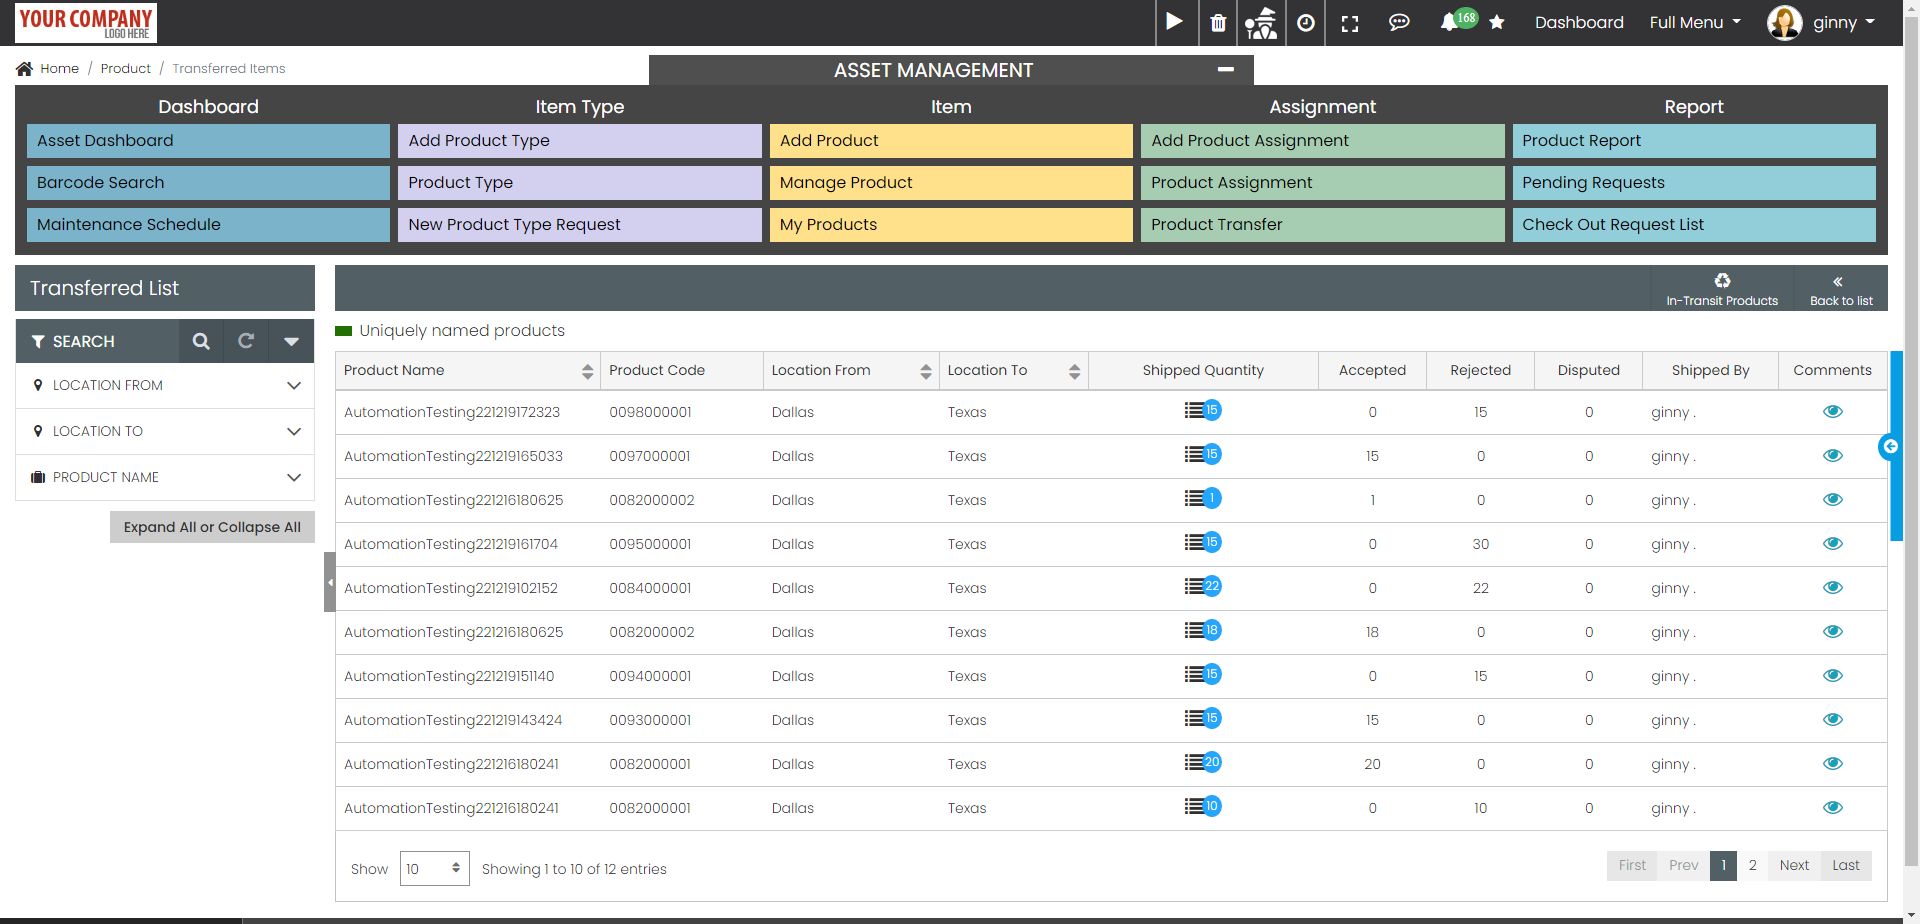 YOUR COMPANY
LOGO HERE
168
Dashboard
Full Menu
ginny
Home / Product / Transferred Items
ASSET MANAGEMENT
Dashboard Item Type Item Assignment Report
Asset Dashboard Add Product Type Add Product Add Product Assignment Product Report
Barcode Search Product Type Manage Product Product Assignment Pending Requests
Maintenance Schedule New Product Type Request My Products Product Transfer Check Out Request List
Transferred List
In-Transit Products
Back to list
SEARCH
LOCATION FROM
LOCATION TO
PRODUCT NAME
Expand All or Collapse All
Uniquely named products
Product Name Product Code Location From Location To Shipped Quantity Accepted Rejected Disputed Shipped By Comments
AutomationTesting221219172323 0098000001 Dallas Texas 15 0 15 0 ginny .
AutomationTesting221219165033 0097000001 Dallas Texas 15 15 0 0 ginny .
AutomationTesting221216180625 0082000002 Dallas Texas 1 1 0 0 ginny .
AutomationTesting221219161704 0095000001 Dallas Texas 15 0 30 0 ginny .
AutomationTesting221219102152 0084000001 Dallas Texas 22 0 22 0 ginny .
AutomationTesting221216180625 0082000002 Dallas Texas 18 18 0 0 ginny .
AutomationTesting221219151140 0094000001 Dallas Texas 15 0 15 0 ginny .
AutomationTesting221219143424 0093000001 Dallas Texas 15 15 0 0 ginny .
AutomationTesting221216180241 0082000001 Dallas Texas 20 20 0 0 ginny .
AutomationTesting221216180241 0082000001 Dallas Texas 10 0 10 0 ginny .
Show 10 Showing 1 to 10 of 12 entries
First Prev 1 2 Next Last